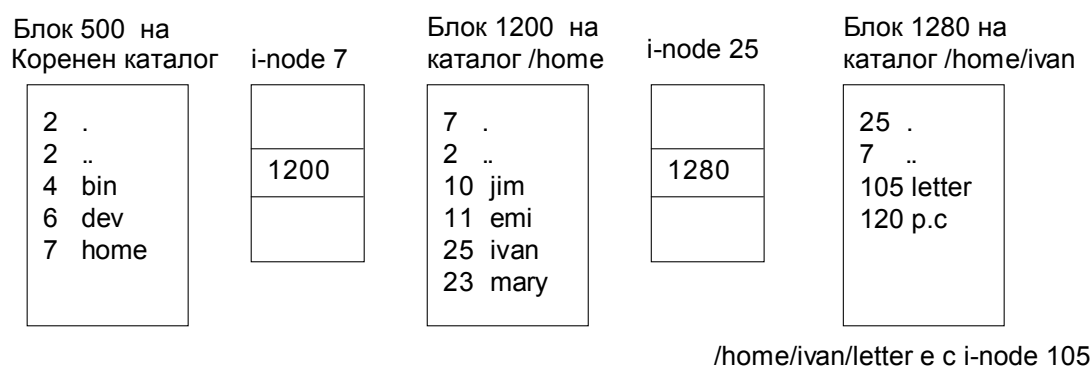 Блок 500 на
Коренен каталог
2 .
2 ..
4 bin
6 dev
7 home
i-node 7
1200
Блок 1200 на
каталог /home
7 .
2 ..
10 jim
11 emi
25 ivan
23 mary
i-node 25
1280
Блок 1280 на
каталог /home/ivan
25 .
7 ..
105 letter
120 p.c
/home/ivan/letter е с i-node 105